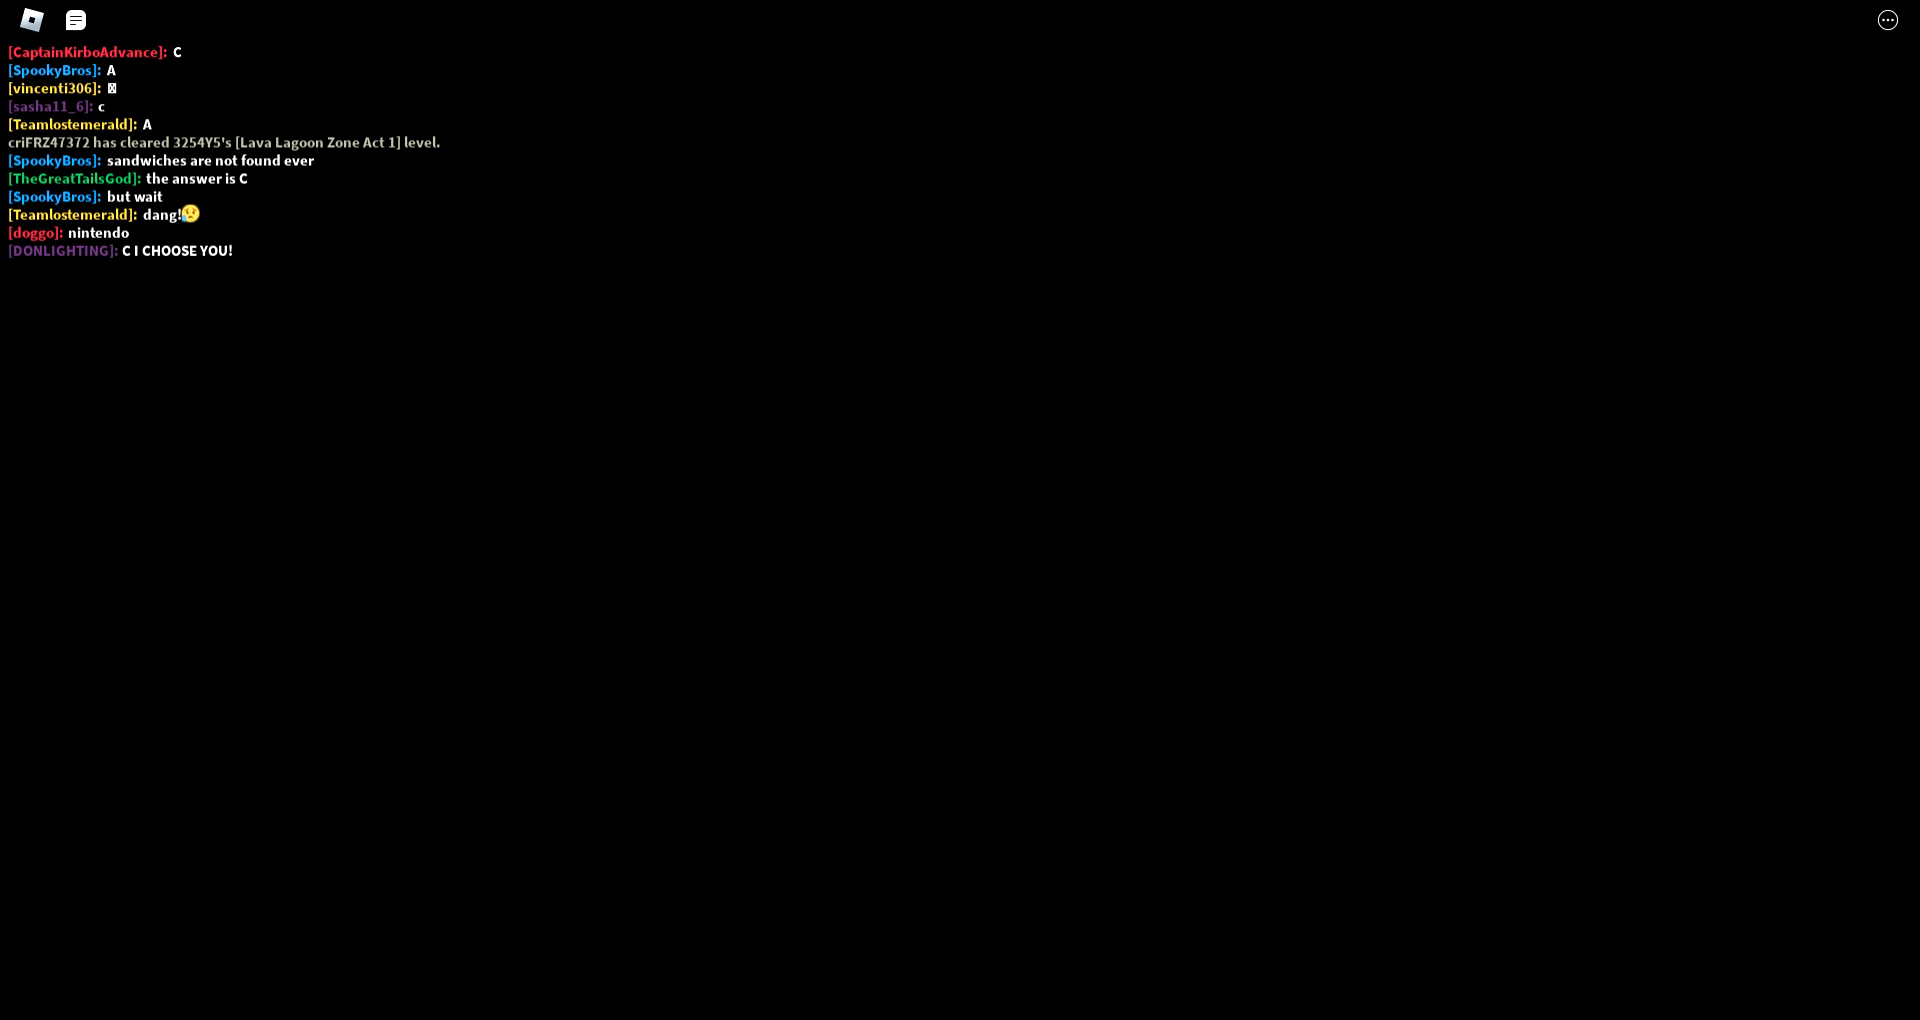 [CaptainKirboAdvance]: C
[SpookyBros]: A
[vincenti306]:
[sasha11_6]: c
[Teamlostemerald]: A
criFRZ47372 has cleared 3254Y5's [Lava Lagoon Zone Act 1] level.
[SpookyBros]: sandwiches are not found ever
[TheGreatTailsGod]: the answer is C
[SpookyBros]: but wait
[Teamlostemerald]: dang!😥
[doggo]: nintendo
[DONLIGHTING]: C I CHOOSE YOU!